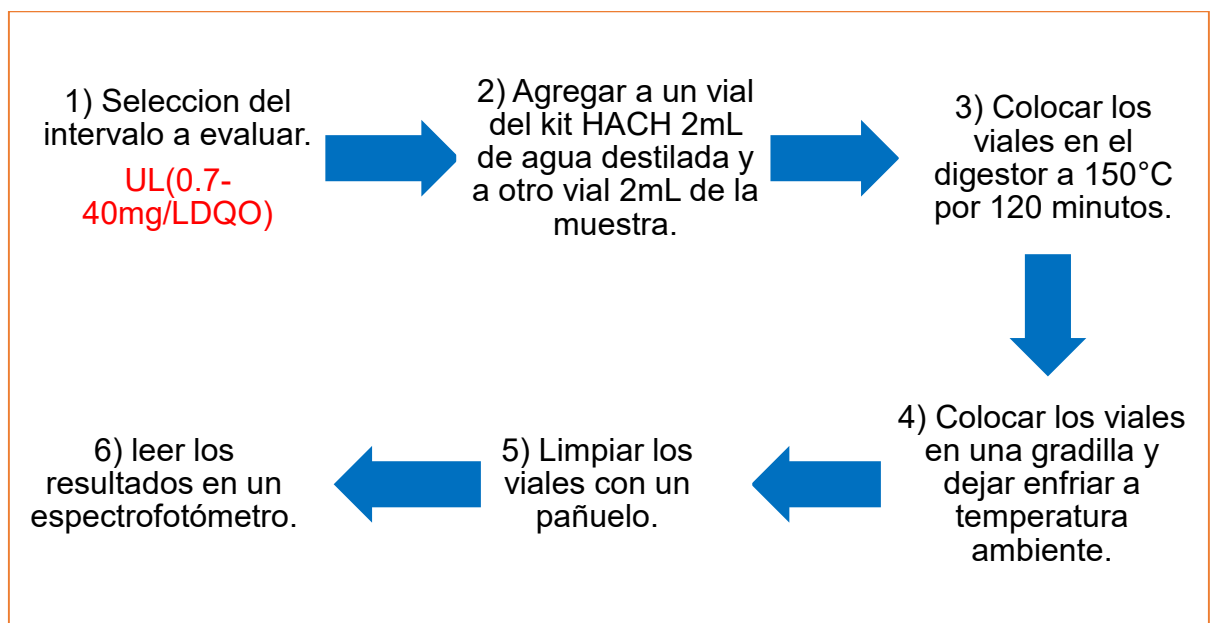 1) Seleccion del
intervalo a evaluar.
UL(0.7-
40mg/LDQO)
2) Agregar a un vial
del kit HACH 2mL
de agua destilada y
a otro vial 2mL de la
muestra.
3) Colocar los
viales en el
digestor a 150°C
por 120 minutos.
4) Colocar los viales
en una gradilla y
dejar enfriar a
temperatura
ambiente.
5) Limpiar los
viales con un
pañuelo.
6) leer los
resultados en un
espectrofotómetro.